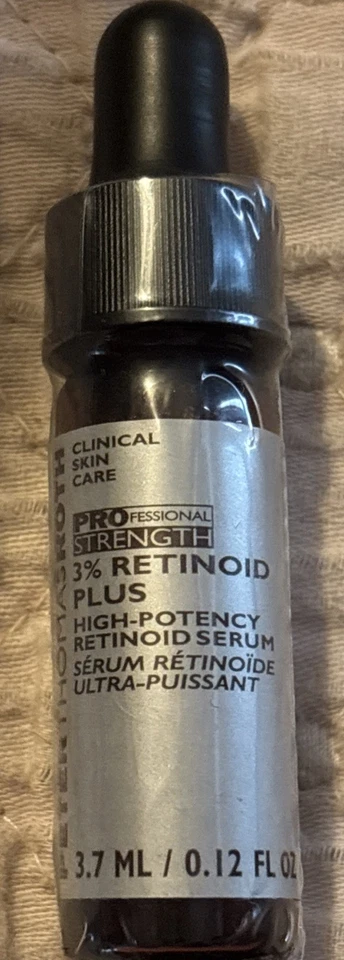 PETER THOMAS ROTH
CLINICAL
SKIN
CARE
PROFESSIONAL
STRENGTH
3% RETINOID
PLUS
HIGH-POTENCY
RETINOID SERUM
SÉRUM RÉTINOÏDE
ULTRA-PUISSANT
3.7 ML / 0.12 FL OZ